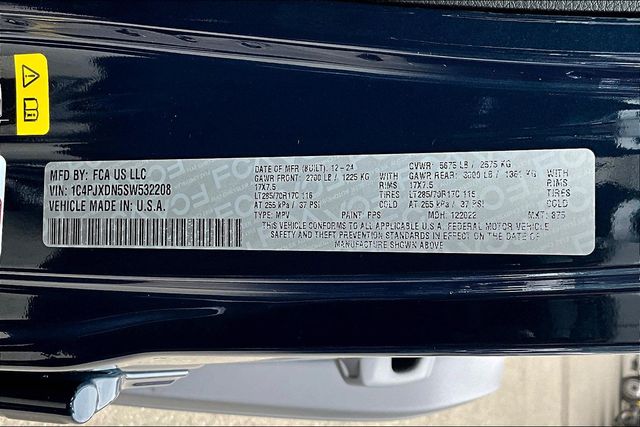 MFD BY: FCA US LLC
VIN: 1C4PJXDN5SW532208
VEHICLE MADE IN: U.S.A.
DATE OF MFR (BUILT). 12-24 GVWR: 5675 LB / 2575 KG
GAWR FRONT: 2700 LB / 1225 KG GAWR REAR: 3000 LB / 1361 KG
17X7.5 RIMS 17X7.5 RIMS
LT285/70R17C 116 TIRES LT285/70R17C 116 TIRES
AT 255 kPa / 37 PSI COLD AT 255 kPa / 37 PSI COLD
TYPE: MPV PAINT: PPS MDH: 122022 MKT: 875
THIS VEHICLE CONFORMS TO ALL APPLICABLE U.S.A. FEDERAL MOTOR VEHICLE
SAFETY AND THEFT PREVENTION STANDARDS IN EFFECT ON THE DATE OF
MANUFACTURE SHOWN ABOVE